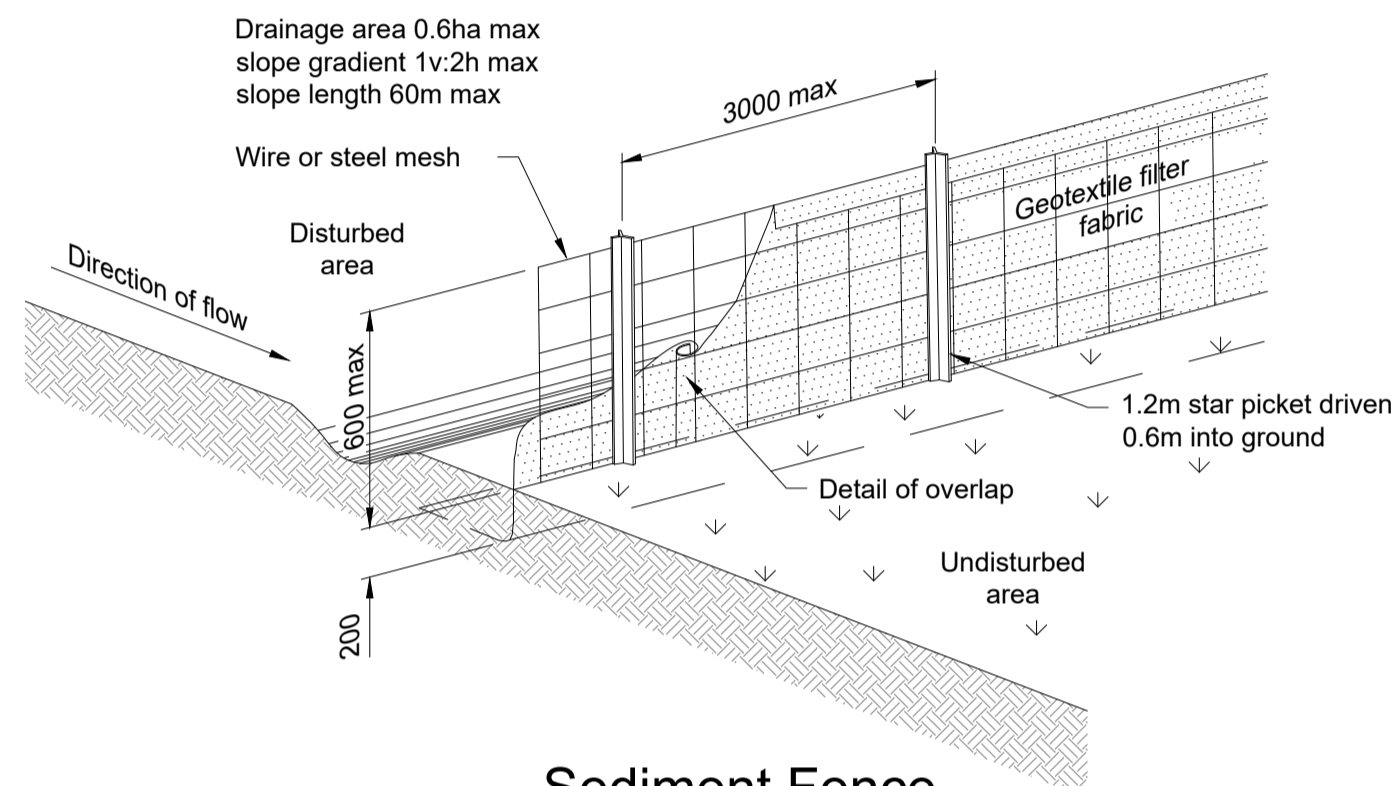 Drainage area 0.6ha max
slope gradient 1v:2h max
slope length 60m max
Wire or steel mesh
3000 max
Disturbed
area
Direction of flow
Geotextile filter
fabric
600 max
1.2m star picket driven
0.6m into ground
Detail of overlap
Undisturbed
area
200
Sediment Fence